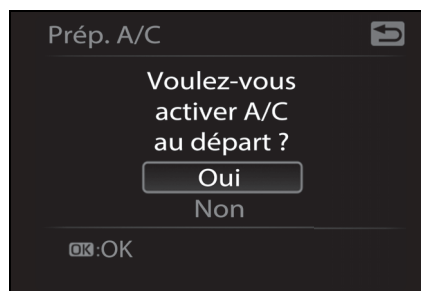 Prép. A/C
Voulez-vous
activer A/C
au départ ?
Oui
Non
OK:OK